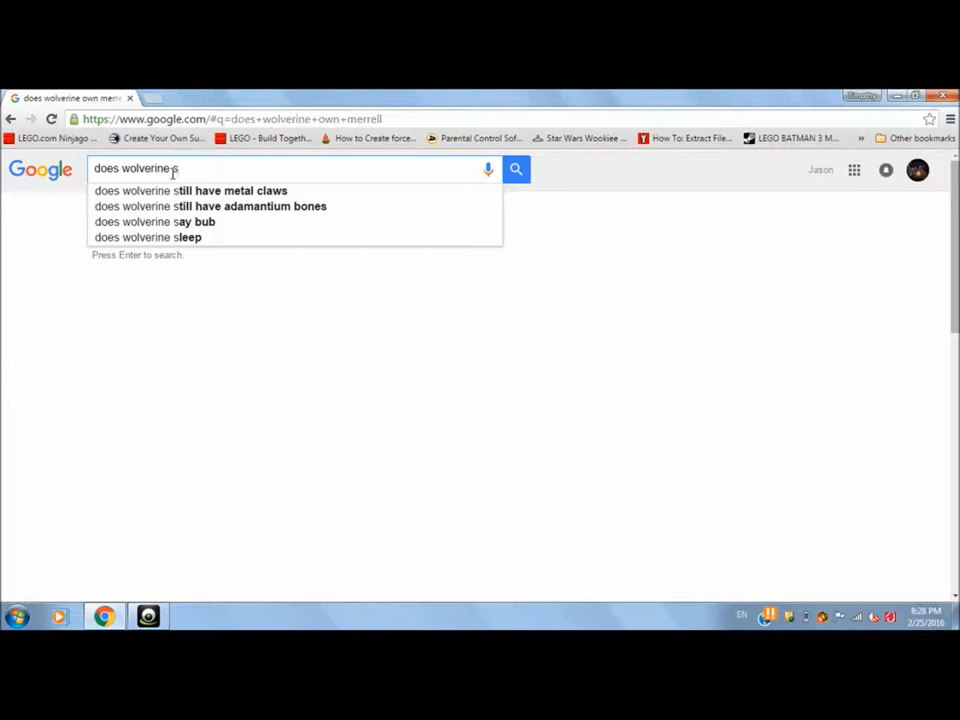 does wolverine own merr
Timothy
https://www.google.com/#q=does+wolverine+own+merrell
LEGO.com Ninjago ... Create Your Own Su... LEGO - Build Togeth... How to Create force... Parental Control Sof... Star Wars Wookiee ... How To: Extract File... LEGO BATMAN 3 M... » Other bookmarks
Google does wolverine s Jason
does wolverine still have metal claws
does wolverine still have adamantium bones
does wolverine say bub
does wolverine sleep
Press Enter to search.
EN 8:28 PM
2/25/2016